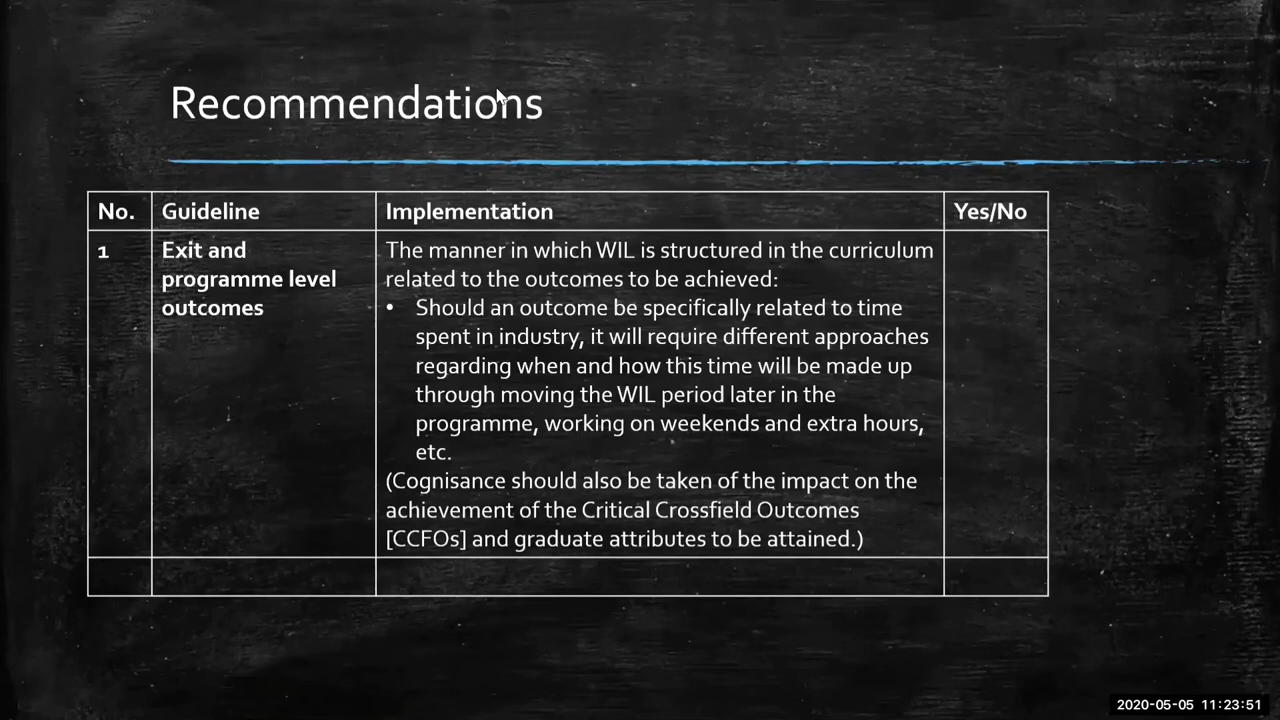 Recommendations
No. Guideline Implementation Yes/No
1 Exit and programme level outcomes
The manner in which WIL is structured in the curriculum
related to the outcomes to be achieved:
• Should an outcome be specifically related to time
spent in industry, it will require different approaches
regarding when and how this time will be made up
through moving the WIL period later in the
programme, working on weekends and extra hours,
etc.
(Cognisance should also be taken of the impact on the
achievement of the Critical Crossfield Outcomes
[CCFOs] and graduate attributes to be attained.)
2020-05-05 11:23:51